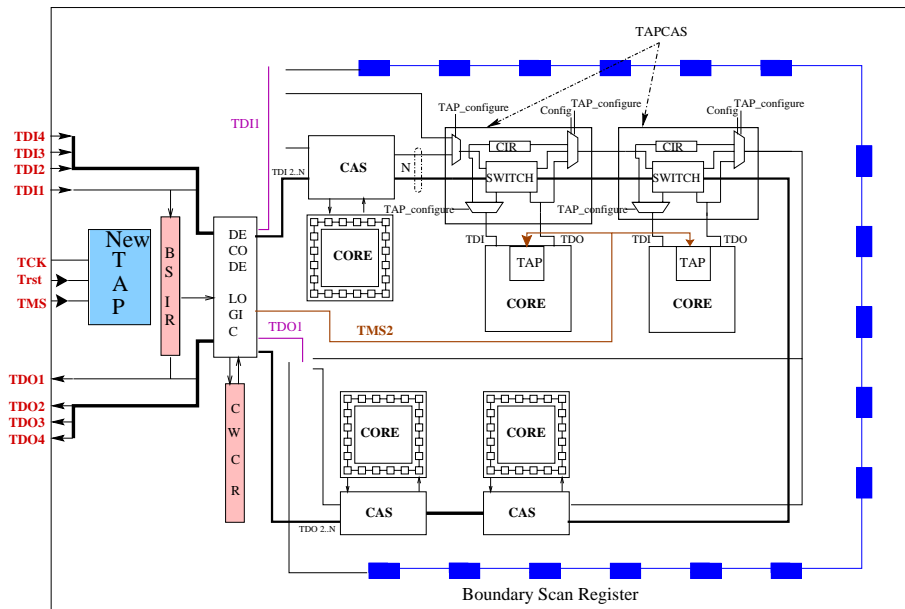 TAPCAS
TAP_configure
TAP_configure
Config
TAP_configure
TDI4
TDI3
TDI2
TDI1
TDI1
TDI 2..N
CAS
N
CIR
SWITCH
TAP_configure
CIR
SWITCH
TAP_configure
TCK
Trst
TMS
New
T
A
P
B
S
I
R
DE
CO
DE
LO
GIC
CORE
TDI
TDO
TAP
CORE
TDI
TDO
TAP
CORE
TDO1
TMS2
TDO1
TDO2
TDO3
TDO4
C
W
C
R
CORE
CORE
TDO 2..N
CAS
CAS
Boundary Scan Register